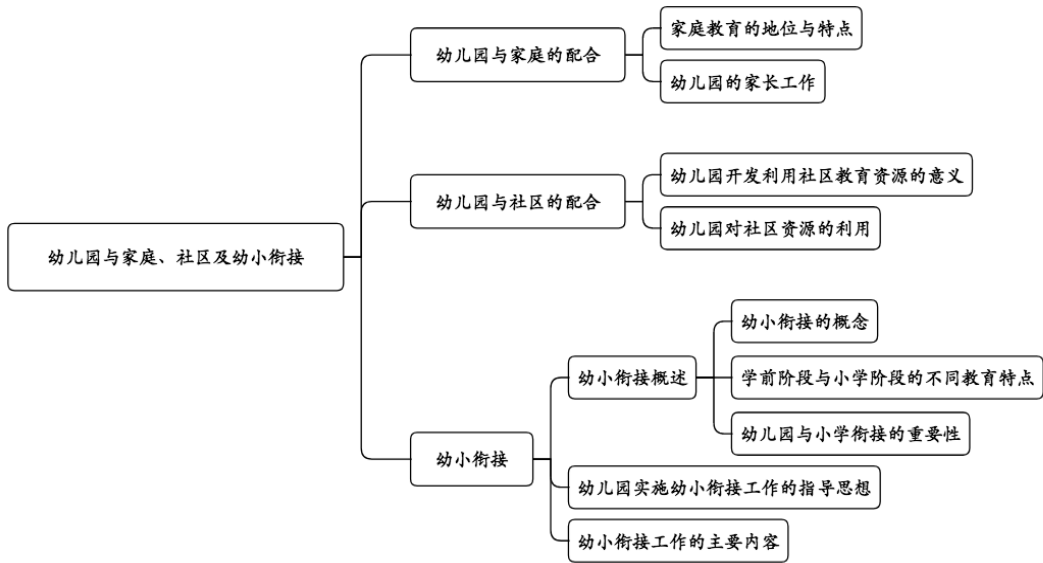 幼儿园与家庭、社区及幼小衔接
幼儿园与家庭的配合
家庭教育的地位与特点
幼儿园的家长工作
幼儿园与社区的配合
幼儿园开发利用社区教育资源的意义
幼儿园对社区资源的利用
幼小衔接
幼小衔接概述
幼小衔接的概念
学前阶段与小学阶段的不同教育特点
幼儿园与小学衔接的重要性
幼儿园实施幼小衔接工作的指导思想
幼小衔接工作的主要内容